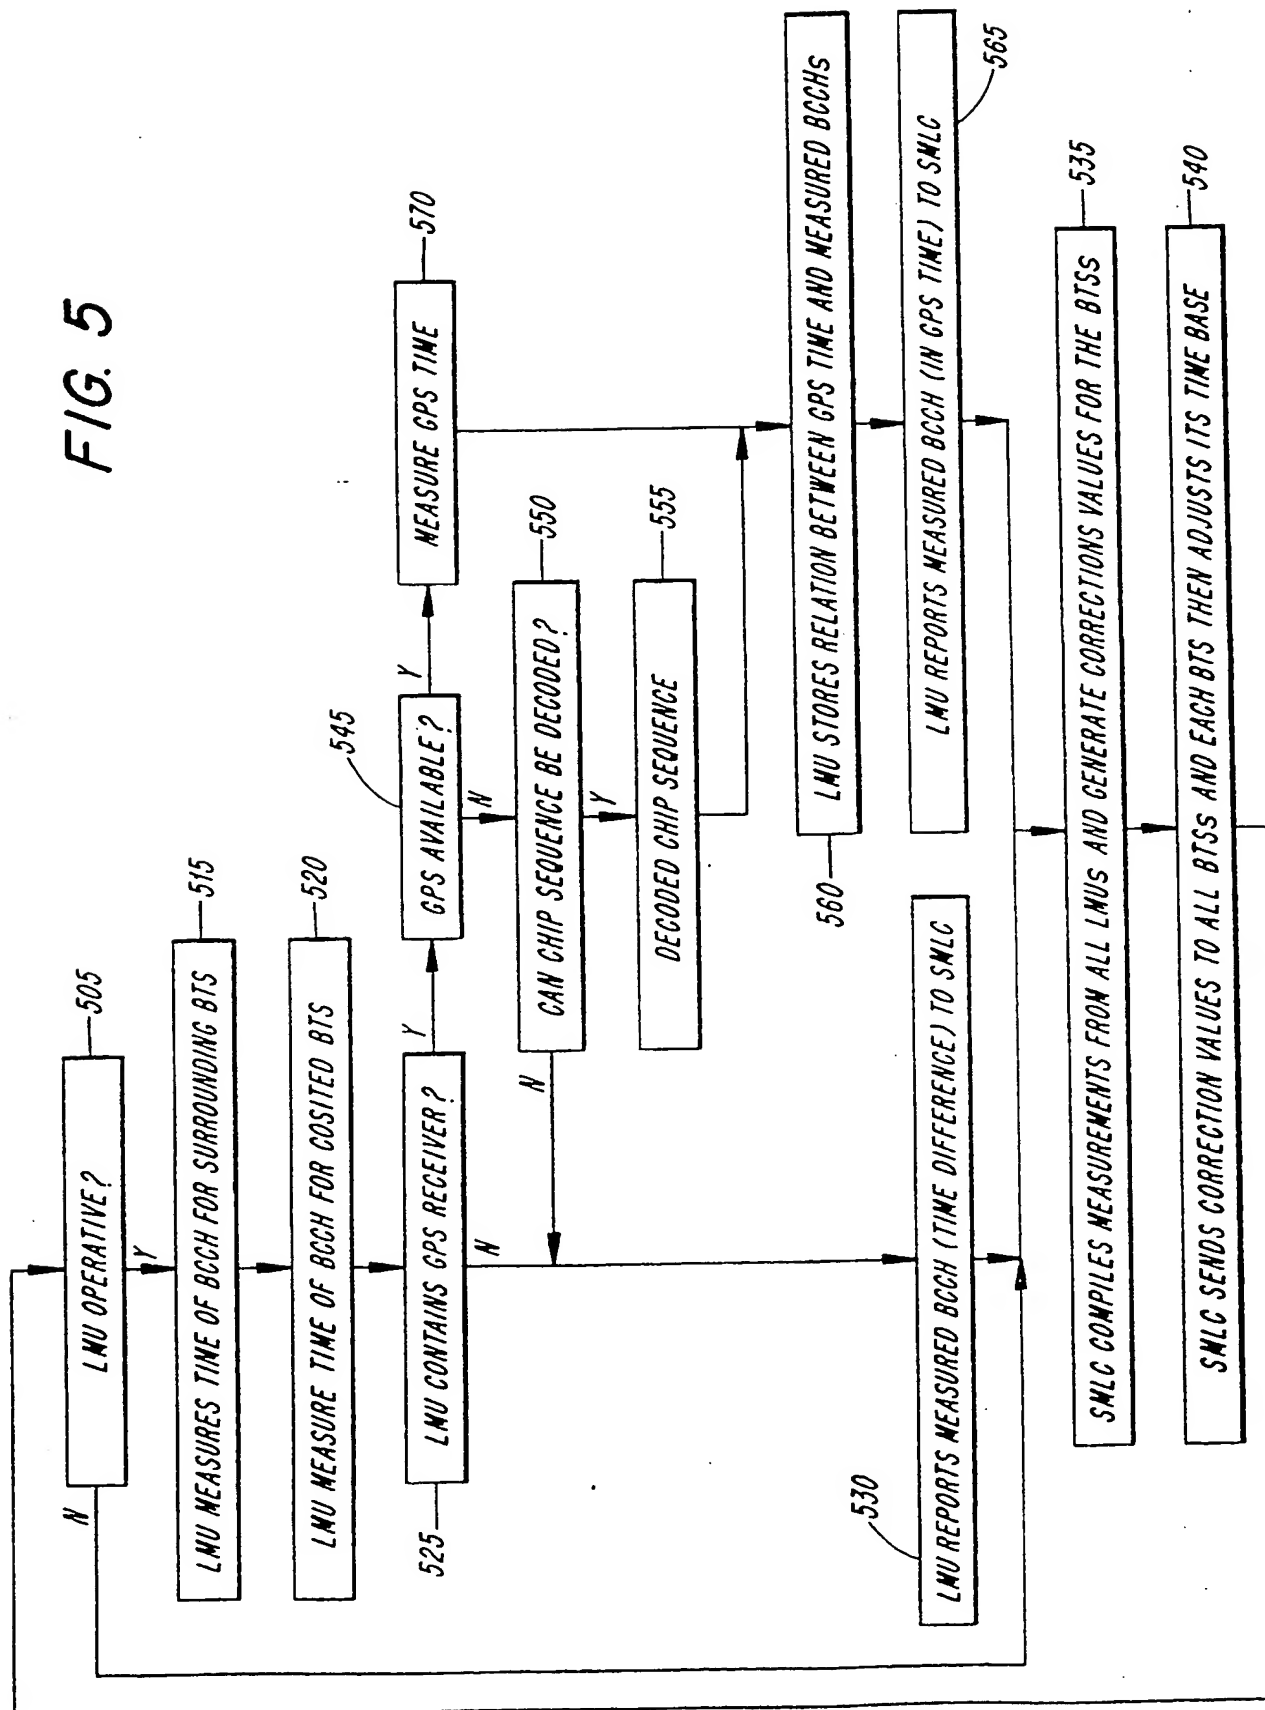 FIG. 5
LMU OPERATIVE?
505
N
Y
LMU MEASURES TIME OF BCCH FOR SURROUNDING BTS
515
LMU MEASURE TIME OF BCCH FOR COSITED BTS
520
LMU CONTAINS GPS RECEIVER?
525
N
Y
GPS AVAILABLE?
545
Y
N
MEASURE GPS TIME
570
CAN CHIP SEQUENCE BE DECODED?
550
N
Y
DECODED CHIP SEQUENCE
555
LMU STORES RELATION BETWEEN GPS TIME AND MEASURED BCCHs
560
LMU REPORTS MEASURED BCCH (IN GPS TIME) TO SMLC
565
LMU REPORTS MEASURED BCCH (TIME DIFFERENCE) TO SMLC
530
SMLC COMPILES MEASUREMENTS FROM ALL LMUs AND GENERATE CORRECTIONS VALUES FOR THE BTSs
535
SMLC SENDS CORRECTION VALUES TO ALL BTSs AND EACH BTS THEN ADJUSTS ITS TIME BASE
540